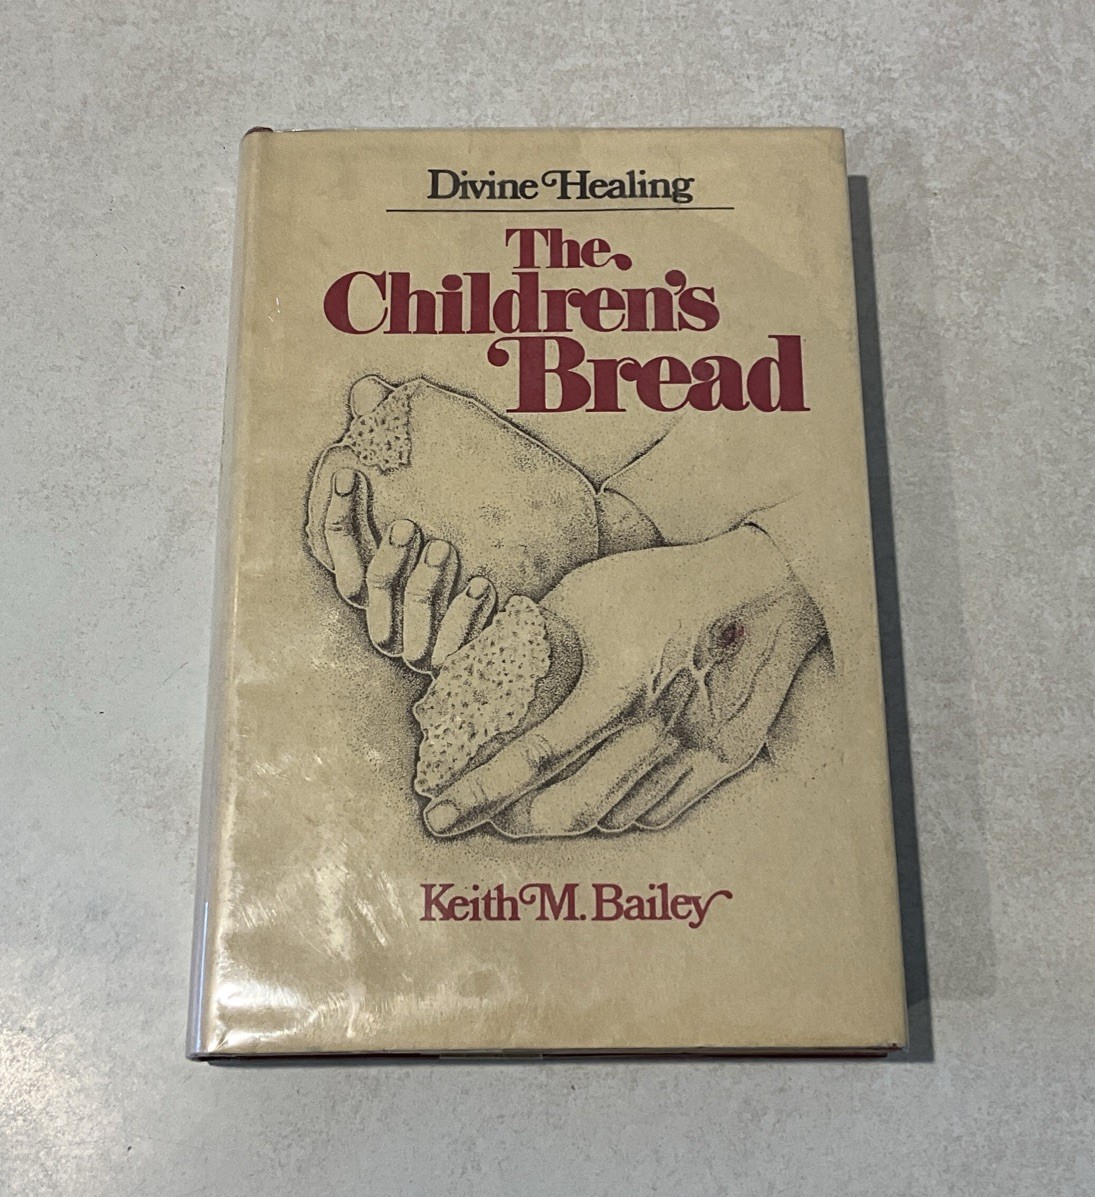 Divine Healing
The
Children's
Bread
Keith M. Bailey